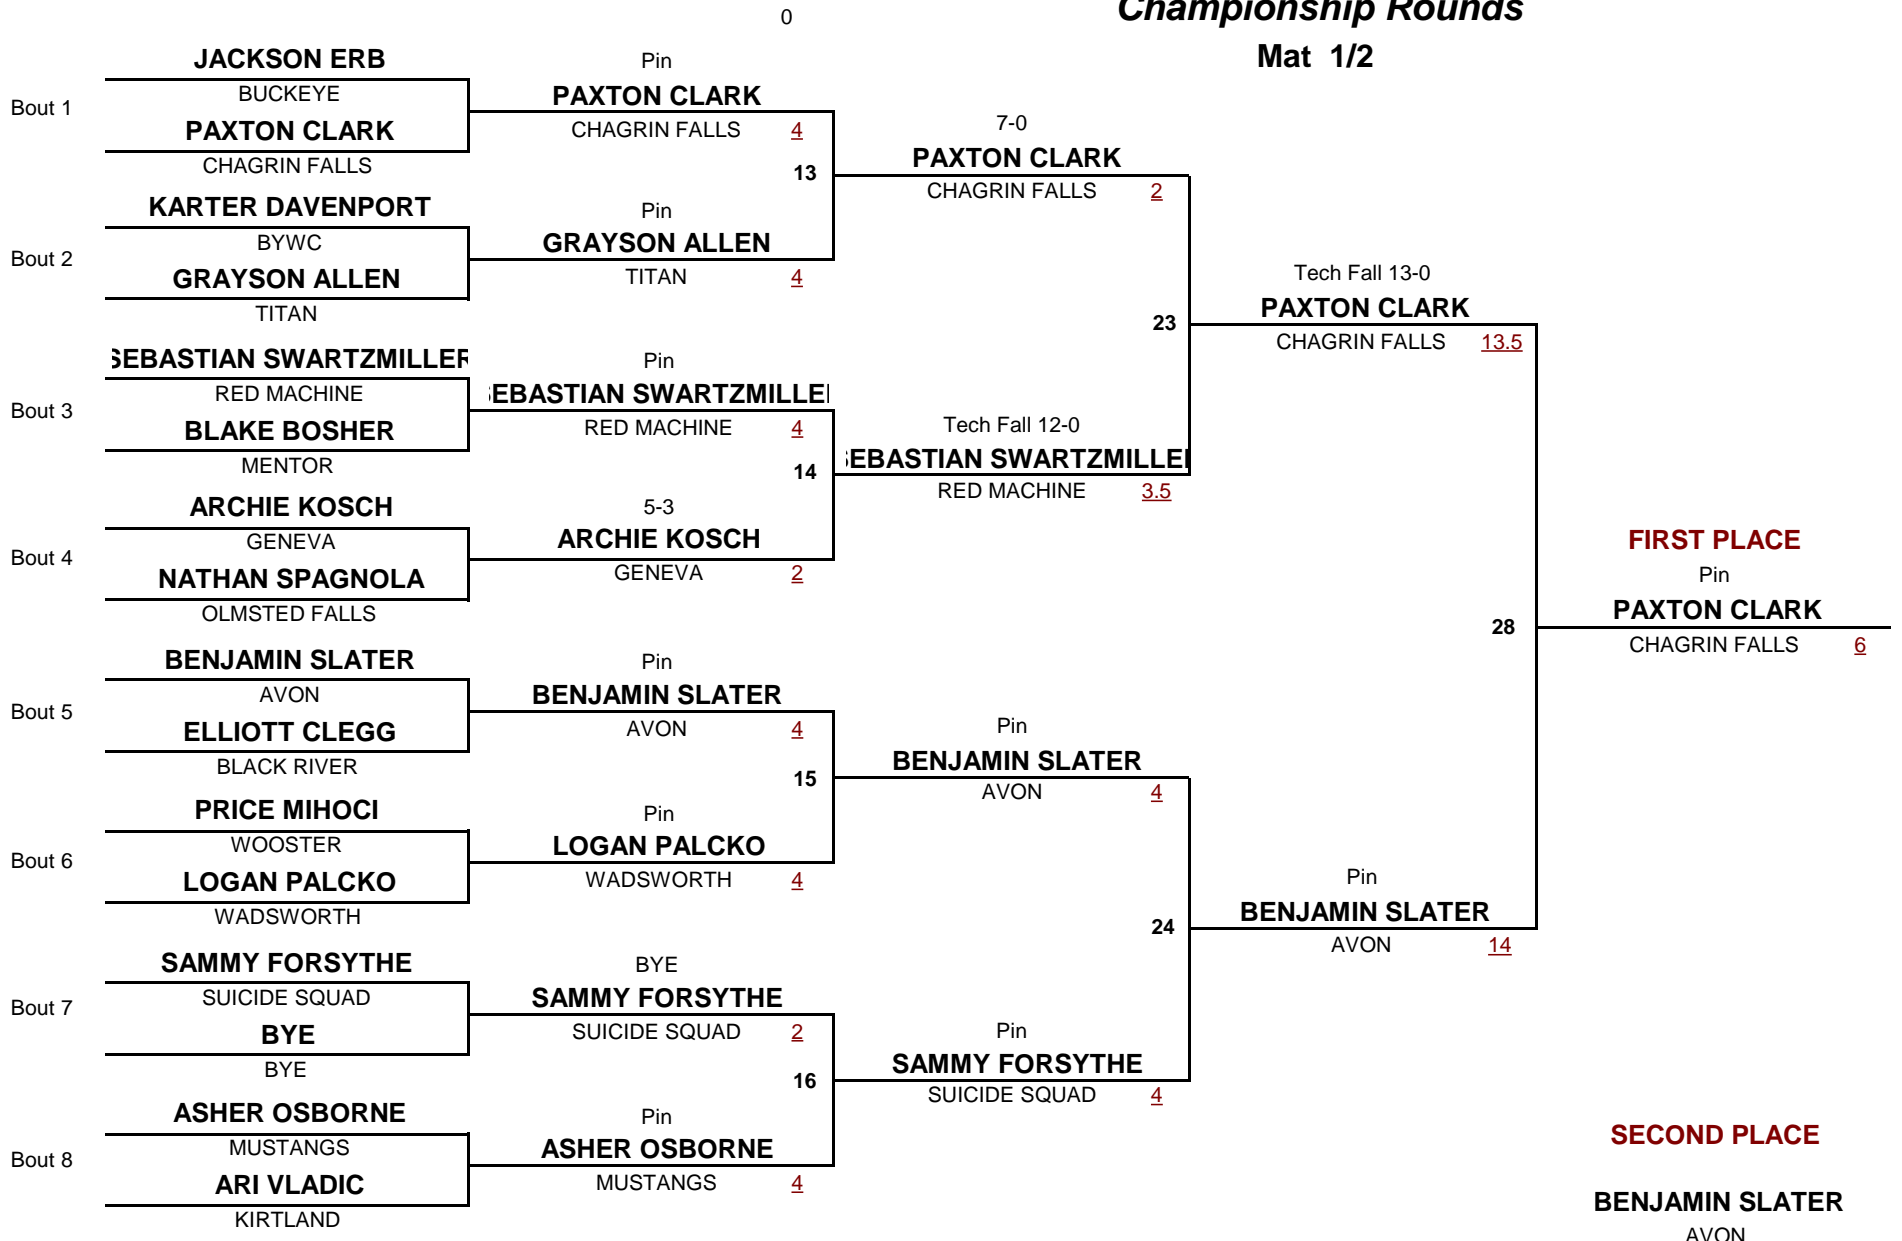 0
Championship Rounds
Mat 1/2
JACKSON ERB
BUCKEYE
Bout 1
PAXTON CLARK
CHAGRIN FALLS
KARTER DAVENPORT
BYWC
Bout 2
GRAYSON ALLEN
TITAN
SEBASTIAN SWARTZMILLER
RED MACHINE
Bout 3
BLAKE BOSHER
MENTOR
ARCHIE KOSCH
GENEVA
Bout 4
NATHAN SPAGNOLA
OLMSTED FALLS
BENJAMIN SLATER
AVON
Bout 5
ELLIOTT CLEGG
BLACK RIVER
PRICE MIHOCI
WOOSTER
Bout 6
LOGAN PALCKO
WADSWORTH
SAMMY FORSYTHE
SUICIDE SQUAD
Bout 7
BYE
BYE
ASHER OSBORNE
MUSTANGS
Bout 8
ARI VLADIC
KIRTLAND
Pin
PAXTON CLARK
CHAGRIN FALLS 4
13
Pin
GRAYSON ALLEN
TITAN 4
Pin
SEBASTIAN SWARTZMILLER
RED MACHINE 4
14
5-3
ARCHIE KOSCH
GENEVA 2
Pin
BENJAMIN SLATER
AVON 4
15
Pin
LOGAN PALCKO
WADSWORTH 4
BYE
SAMMY FORSYTHE
SUICIDE SQUAD 2
16
Pin
ASHER OSBORNE
MUSTANGS 4
7-0
PAXTON CLARK
CHAGRIN FALLS 2
23
Tech Fall 12-0
SEBASTIAN SWARTZMILLER
RED MACHINE 3.5
Pin
BENJAMIN SLATER
AVON 4
24
Pin
SAMMY FORSYTHE
SUICIDE SQUAD 4
Tech Fall 13-0
PAXTON CLARK
CHAGRIN FALLS 13.5
28
Pin
BENJAMIN SLATER
AVON 14
FIRST PLACE
Pin
PAXTON CLARK
CHAGRIN FALLS 6
SECOND PLACE
BENJAMIN SLATER
AVON